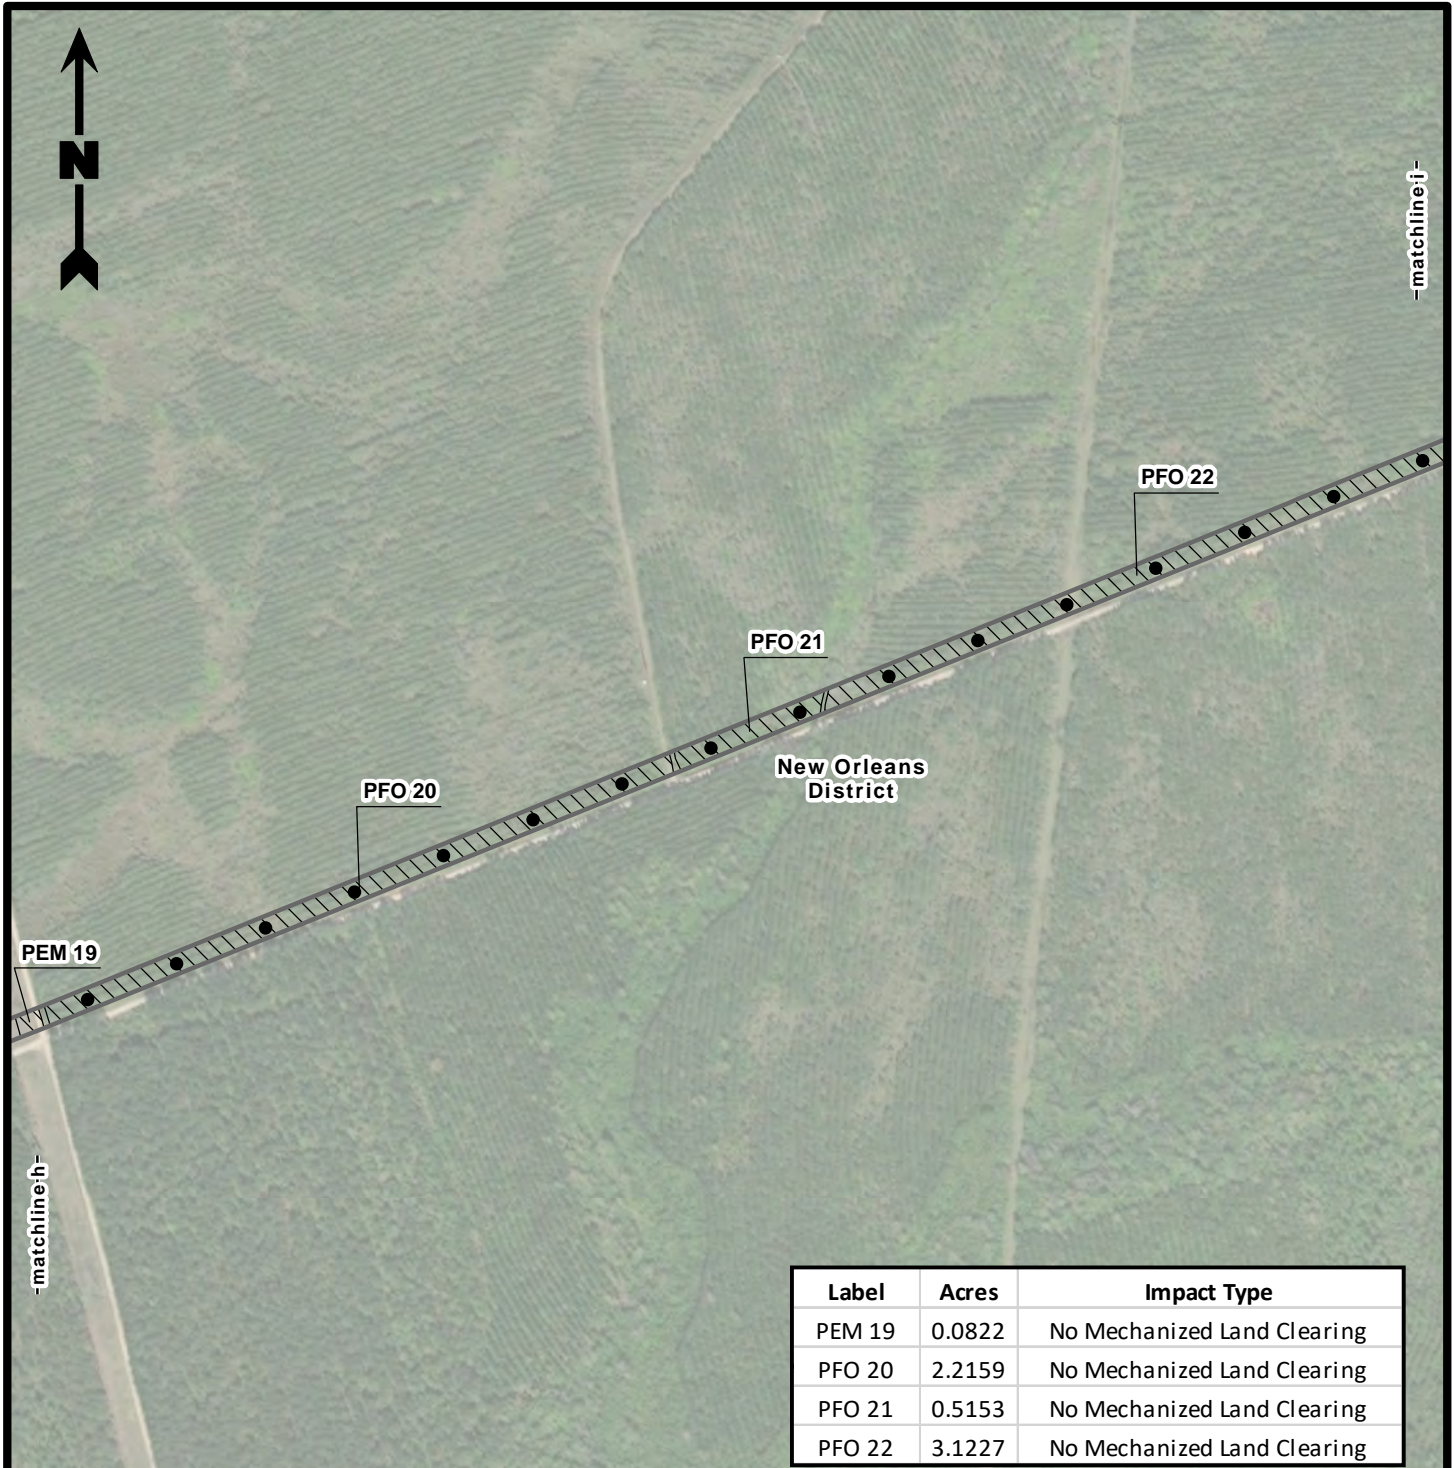 N
-matchline i-
PFO 22
PFO 21
New Orleans
District
PFO 20
PEM 19
-matchline h-
Label Acres Impact Type
PEM 19 0.0822 No Mechanized Land Clearing
PFO 20 2.2159 No Mechanized Land Clearing
PFO 21 0.5153 No Mechanized Land Clearing
PFO 22 3.1227 No Mechanized Land Clearing